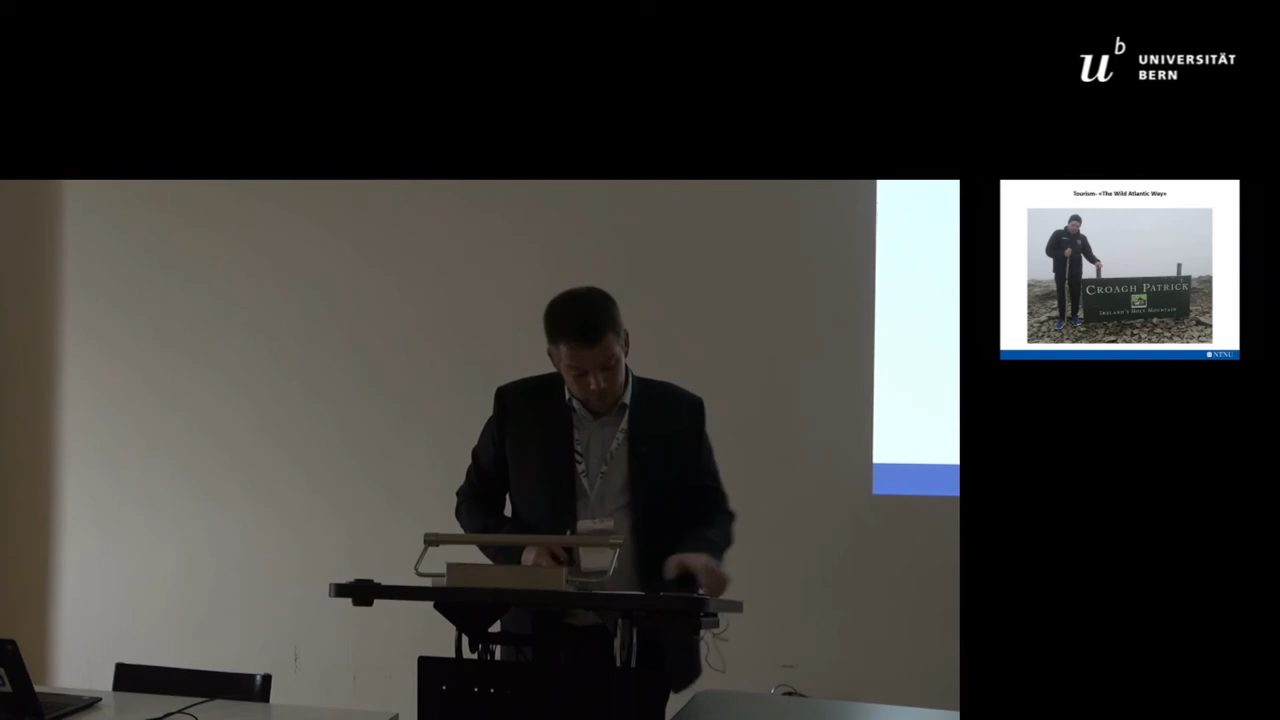 u
b
UNIVERSITÄT
BERN
Tourism- «The Wild Atlantic Way»
CROAGH PATRICK
IRELAND'S HOLY MOUNTAIN
NTNU